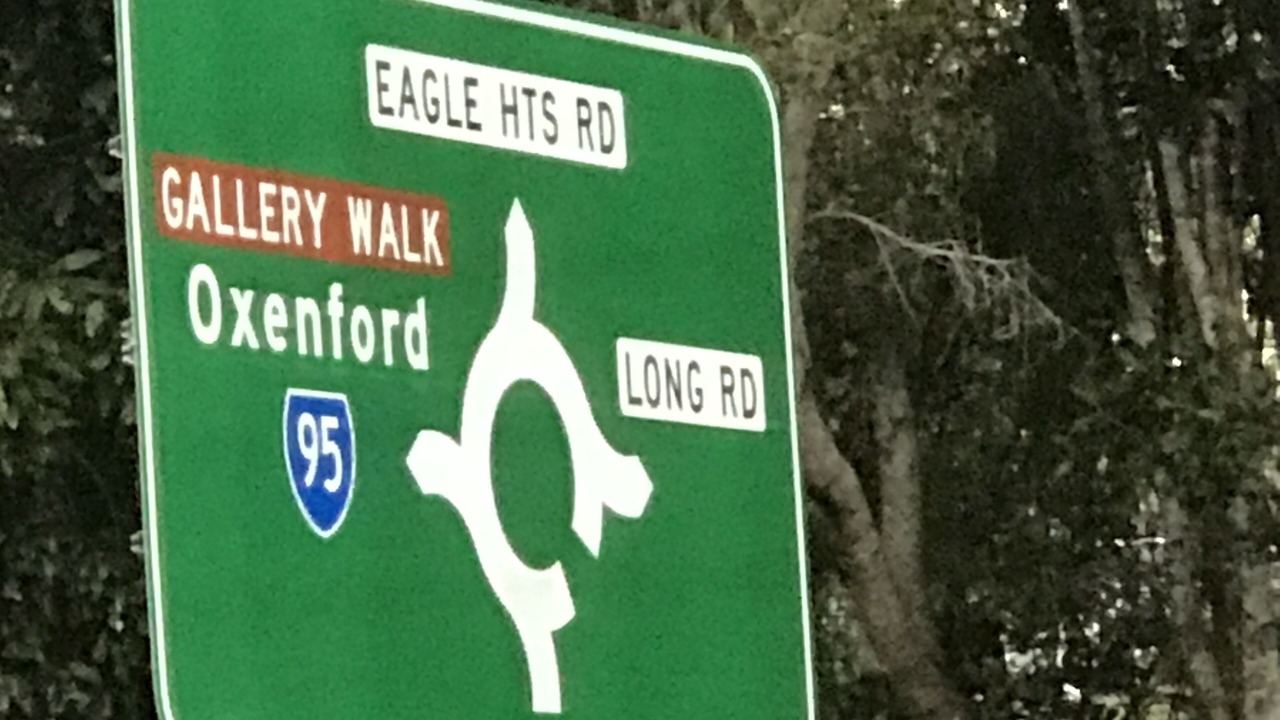 EAGLE HTS RD
GALLERY WALK
Oxenford
95
LONG RD